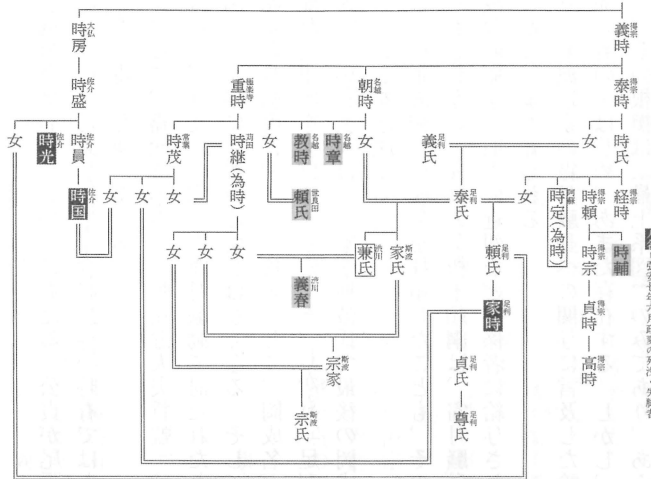 得宗 義時
大仏 時房
得宗 泰時
名越 朝時
極楽寺 重時
佐介 時盛
時氏
女
足利 義氏
女
名越 時章
名越 教時
女
苅田 時継(為時)
常葉 時茂
佐介 時員
佐介 時光
女
得宗 経時
得宗 時頼
阿蘇 時定(為時)
女
足利 泰氏
世良田 頼氏
女
女
女
佐介 時国
得宗 時輔
得宗 時宗
足利 頼氏
斯波 家氏
渋川 兼氏
女
女
女
得宗 貞時
足利 家時
渋川 義春
得宗 高時
足利 貞氏
斯波 宗家
足利 尊氏
斯波 宗氏